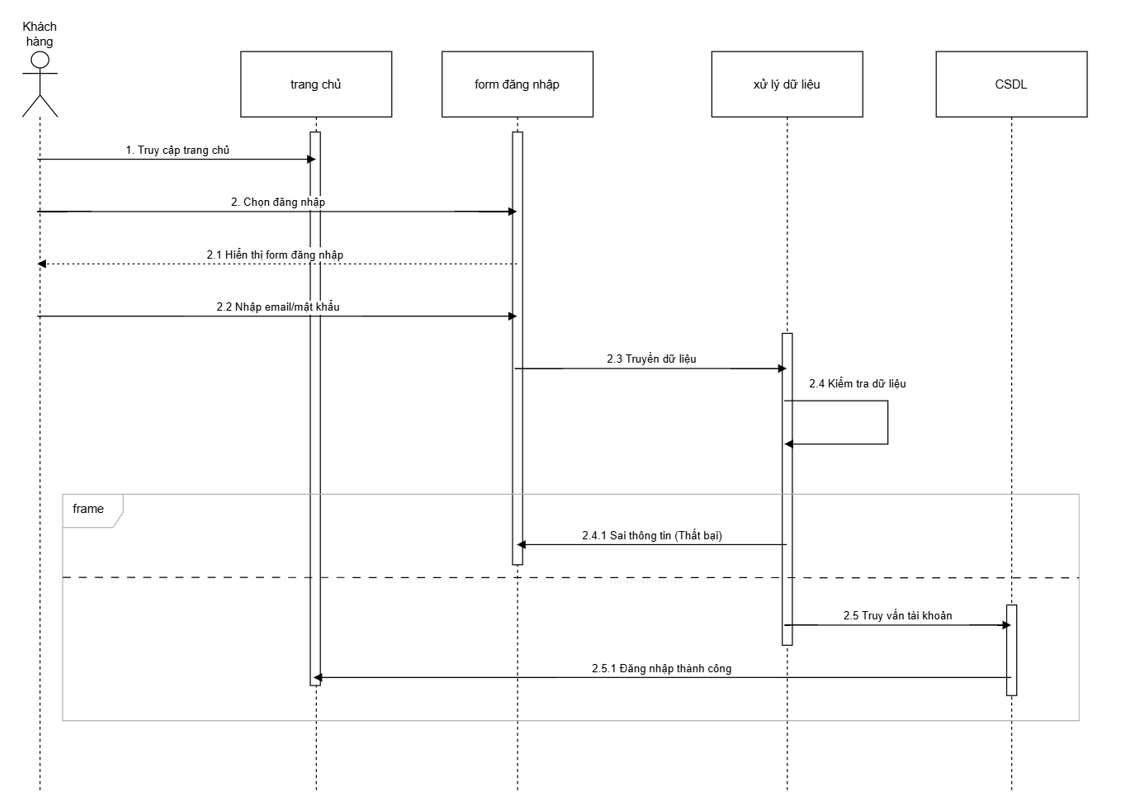 Khách
hàng
trang chủ
form đăng nhập
xử lý dữ liệu
CSDL
1. Truy cập trang chủ
2. Chọn đăng nhập
2.1 Hiển thị form đăng nhập
2.2 Nhập email/mật khẩu
2.3 Truyền dữ liệu
2.4 Kiểm tra dữ liệu
frame
2.4.1 Sai thông tin (Thất bại)
2.5 Truy vấn tài khoản
2.5.1 Đăng nhập thành công